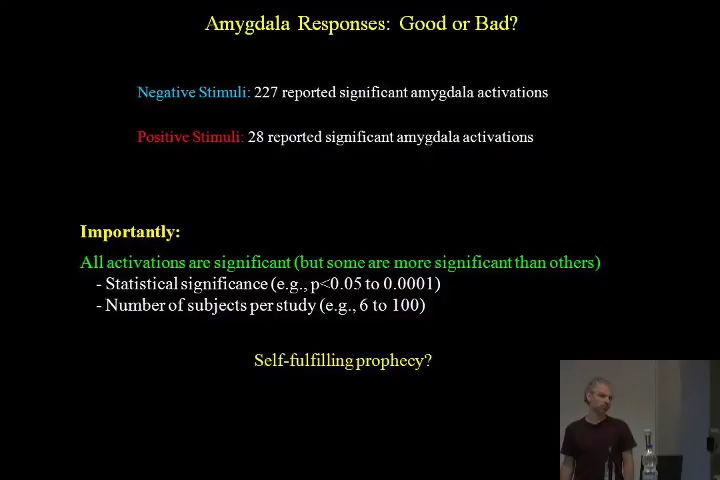 Amygdala Responses: Good or Bad?
Negative Stimuli: 227 reported significant amygdala activations
Positive Stimuli: 28 reported significant amygdala activations
Importantly:
All activations are significant (but some are more significant than others)
- Statistical significance (e.g., p<0.05 to 0.0001)
- Number of subjects per study (e.g., 6 to 100)
Self-fulfilling prophecy?